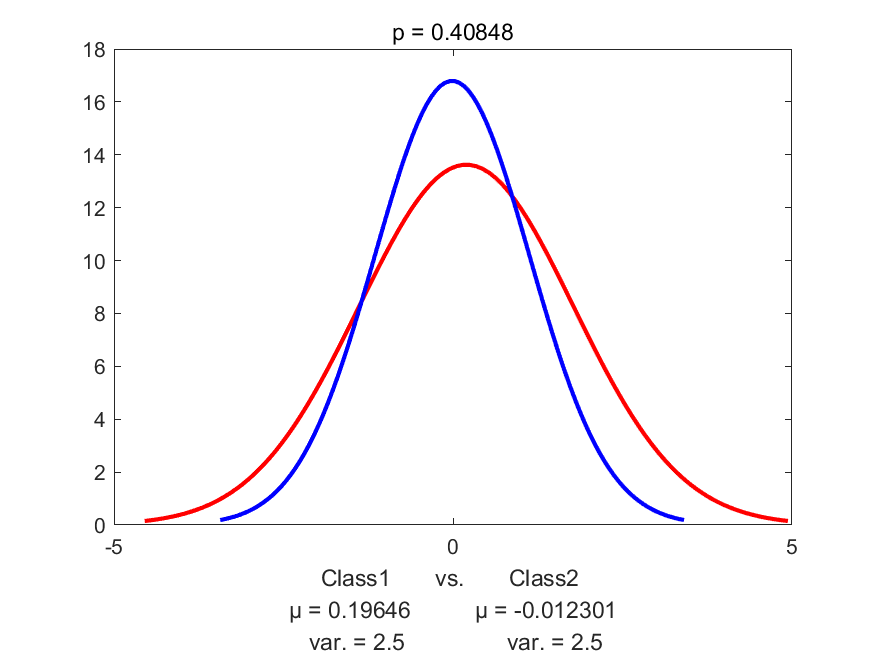 p = 0.40848
18
16
14
12
10
8
6
4
2
0
-5 0 5
Class1 vs. Class2
μ = 0.19646 μ = -0.012301
var. = 2.5 var. = 2.5